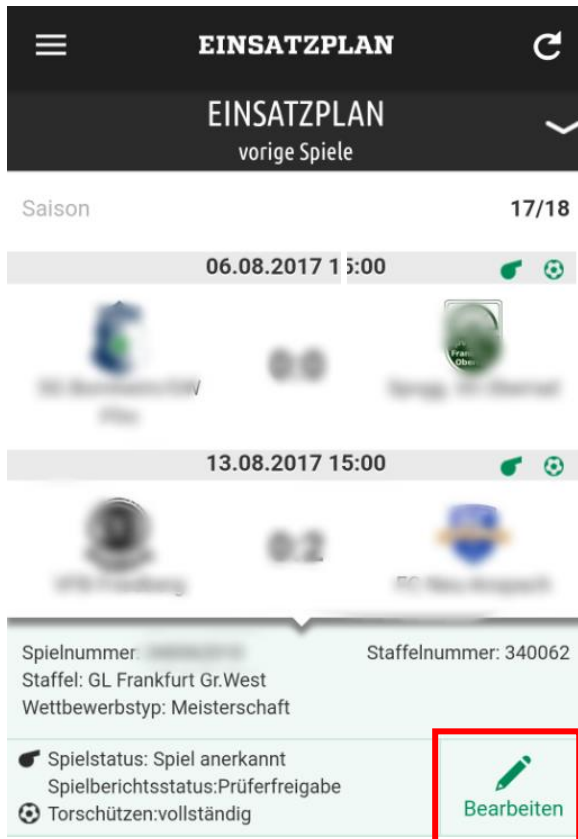 EINSATZPLAN
EINSATZPLAN
vorige Spiele
Saison 17/18
06.08.2017 15:00
13.08.2017 15:00
Spielnummer: Staffelnummer: 340062
Staffel: GL Frankfurt Gr.West
Wettbewerbstyp: Meisterschaft
Spielstatus: Spiel anerkannt
Spielberichtsstatus:Prüferfreigabe
Torschützen:vollständig
Bearbeiten